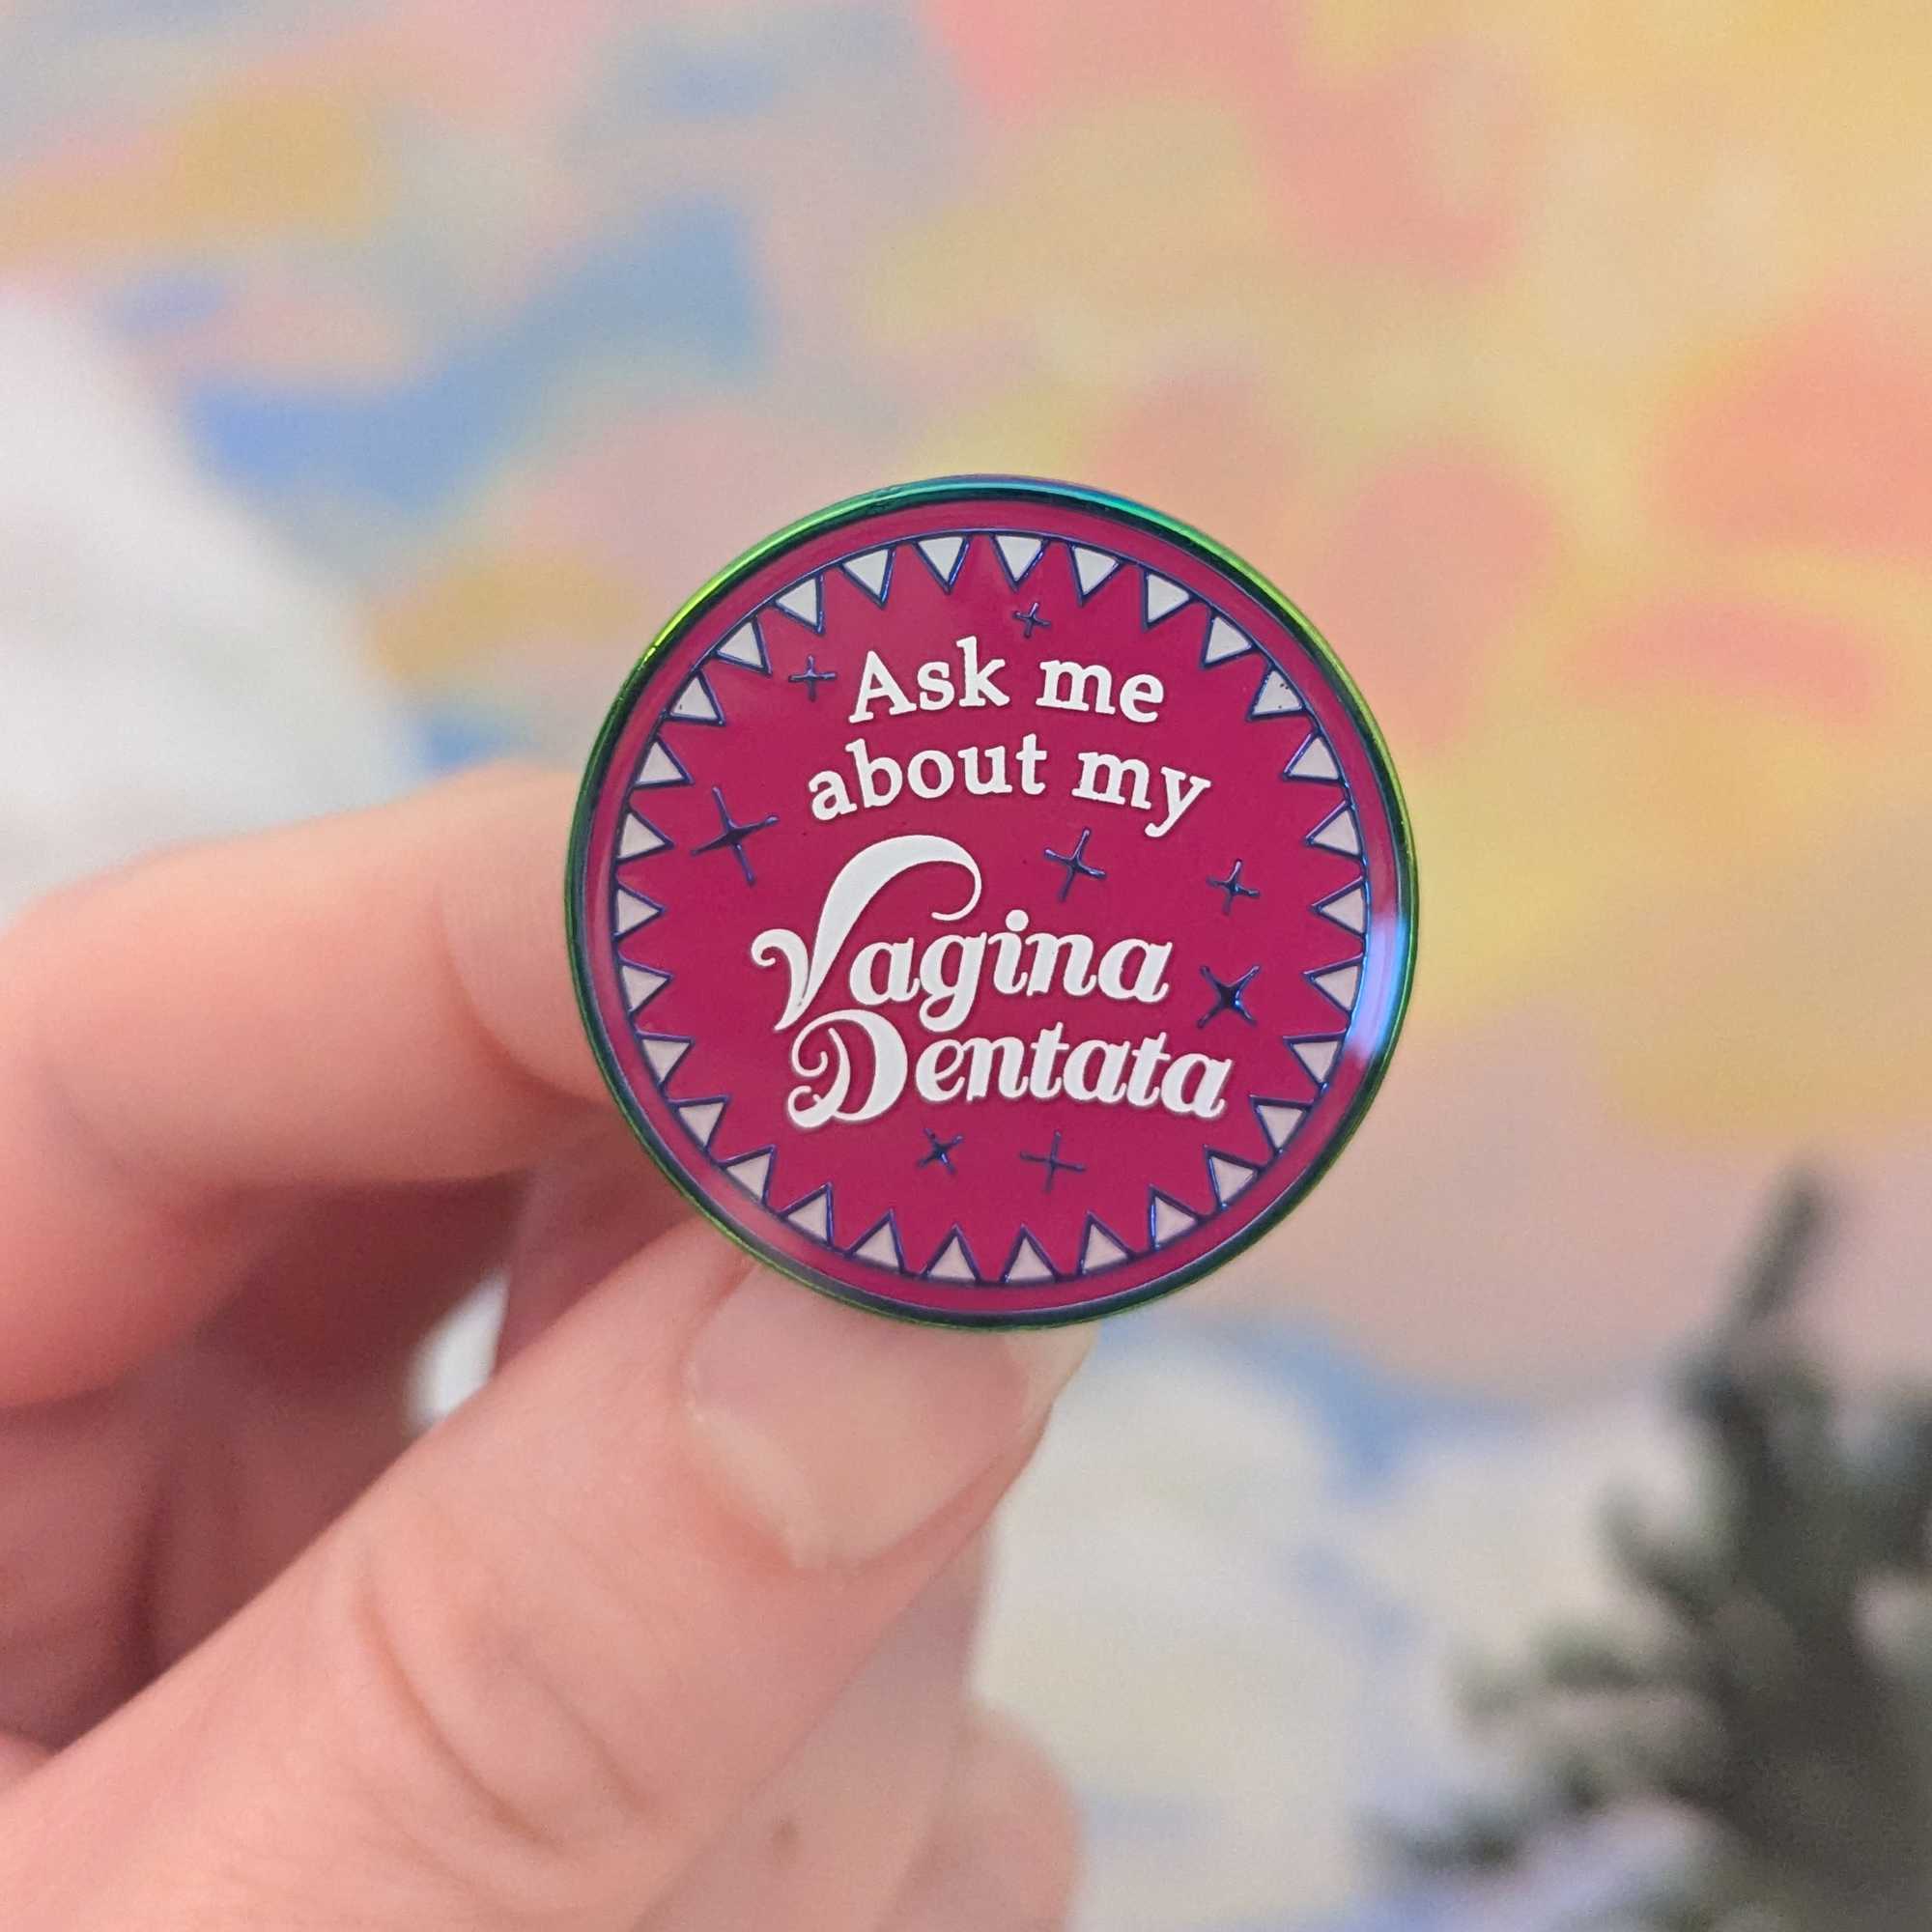 Ask me
about my
Vagina
Dentata